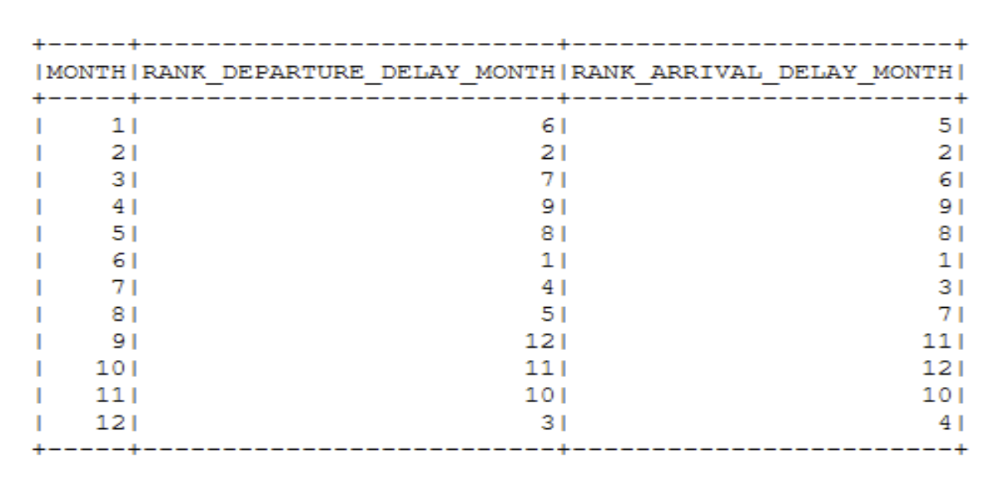 +-----+--------------------------+------------------------+
|MONTH|RANK_DEPARTURE_DELAY_MONTH|RANK_ARRIVAL_DELAY_MONTH|
+-----+--------------------------+------------------------+
|    1|                         6|                       5|
|    2|                         2|                       2|
|    3|                         7|                       6|
|    4|                         9|                       9|
|    5|                         8|                       8|
|    6|                         1|                       1|
|    7|                         4|                       3|
|    8|                         5|                       7|
|    9|                        12|                      11|
|   10|                        11|                      12|
|   11|                        10|                      10|
|   12|                         3|                       4|
+-----+--------------------------+------------------------+